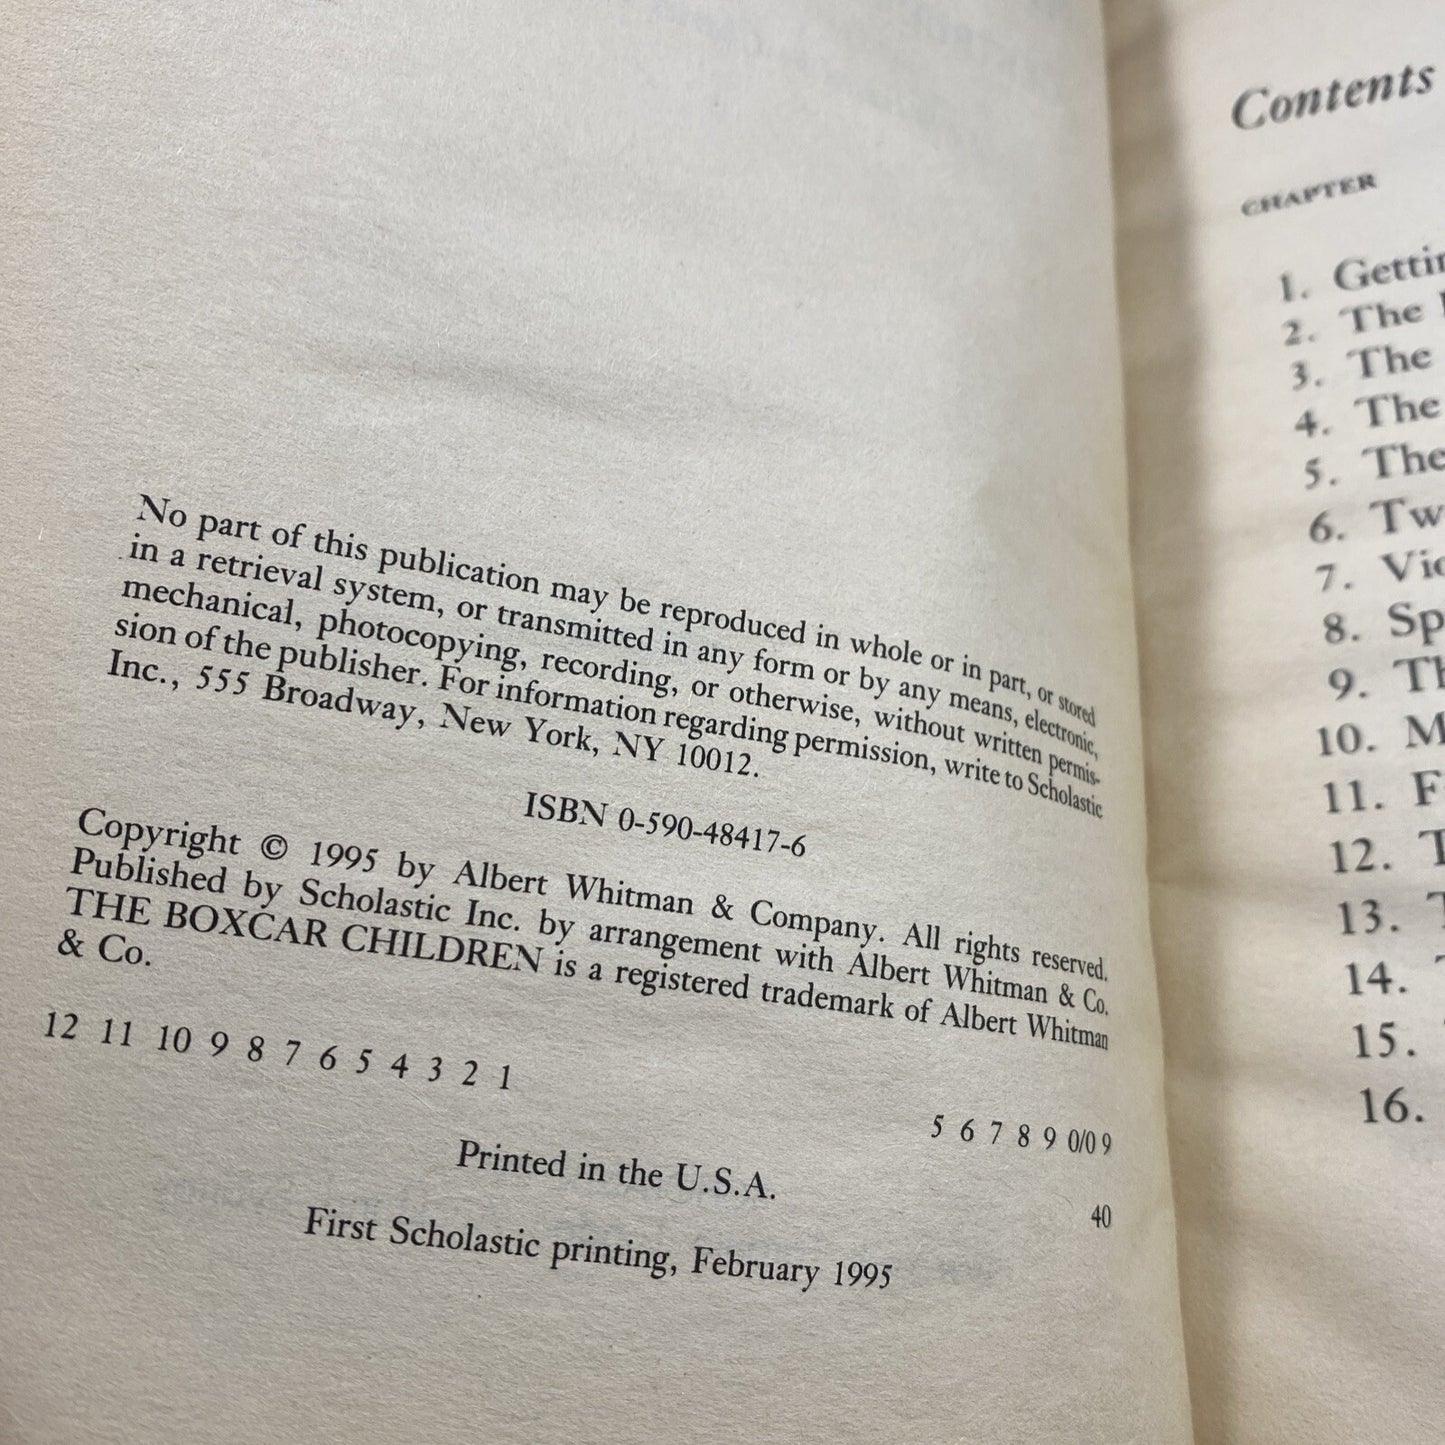 No part of this publication may be reproduced in whole or in part, or stored
in a retrieval system, or transmitted in any form or by any means, electronic,
mechanical, photocopying, recording, or otherwise, without written permis-
sion of the publisher. For information regarding permission, write to Scholastic
Inc., 555 Broadway, New York, NY 10012.
ISBN 0-590-48417-6
Copyright © 1995 by Albert Whitman & Company. All rights reserved.
Published by Scholastic Inc. by arrangement with Albert Whitman & Co.
THE BOXCAR CHILDREN is a registered trademark of Albert Whitman
& Co.
12 11 10 9 8 7 6 5 4 3 2 1
5 6 7 8 9 0/0 9
Printed in the U.S.A.
40
First Scholastic printing, February 1995
Contents
CHAPTER
1.
2. The
3. The
4. The
5. The
6.
7.
8.
9.
10.
11.
12.
13.
14.
15.
16.